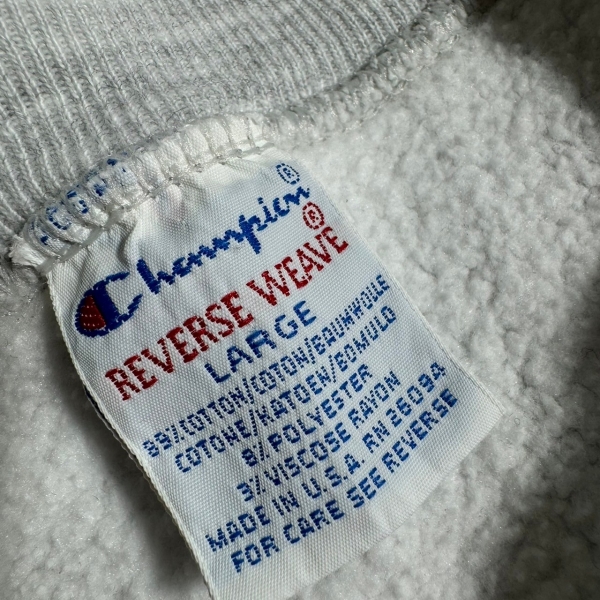 Champion®
REVERSE WEAVE®
LARGE
89%COTTON/COTON/BAUMWOLLE
COTONE/KATOEN/BOMULD
8%POLYESTER
3%VISCOSE RAYON
MADE IN U.S.A. RN 26094
FOR CARE SEE REVERSE